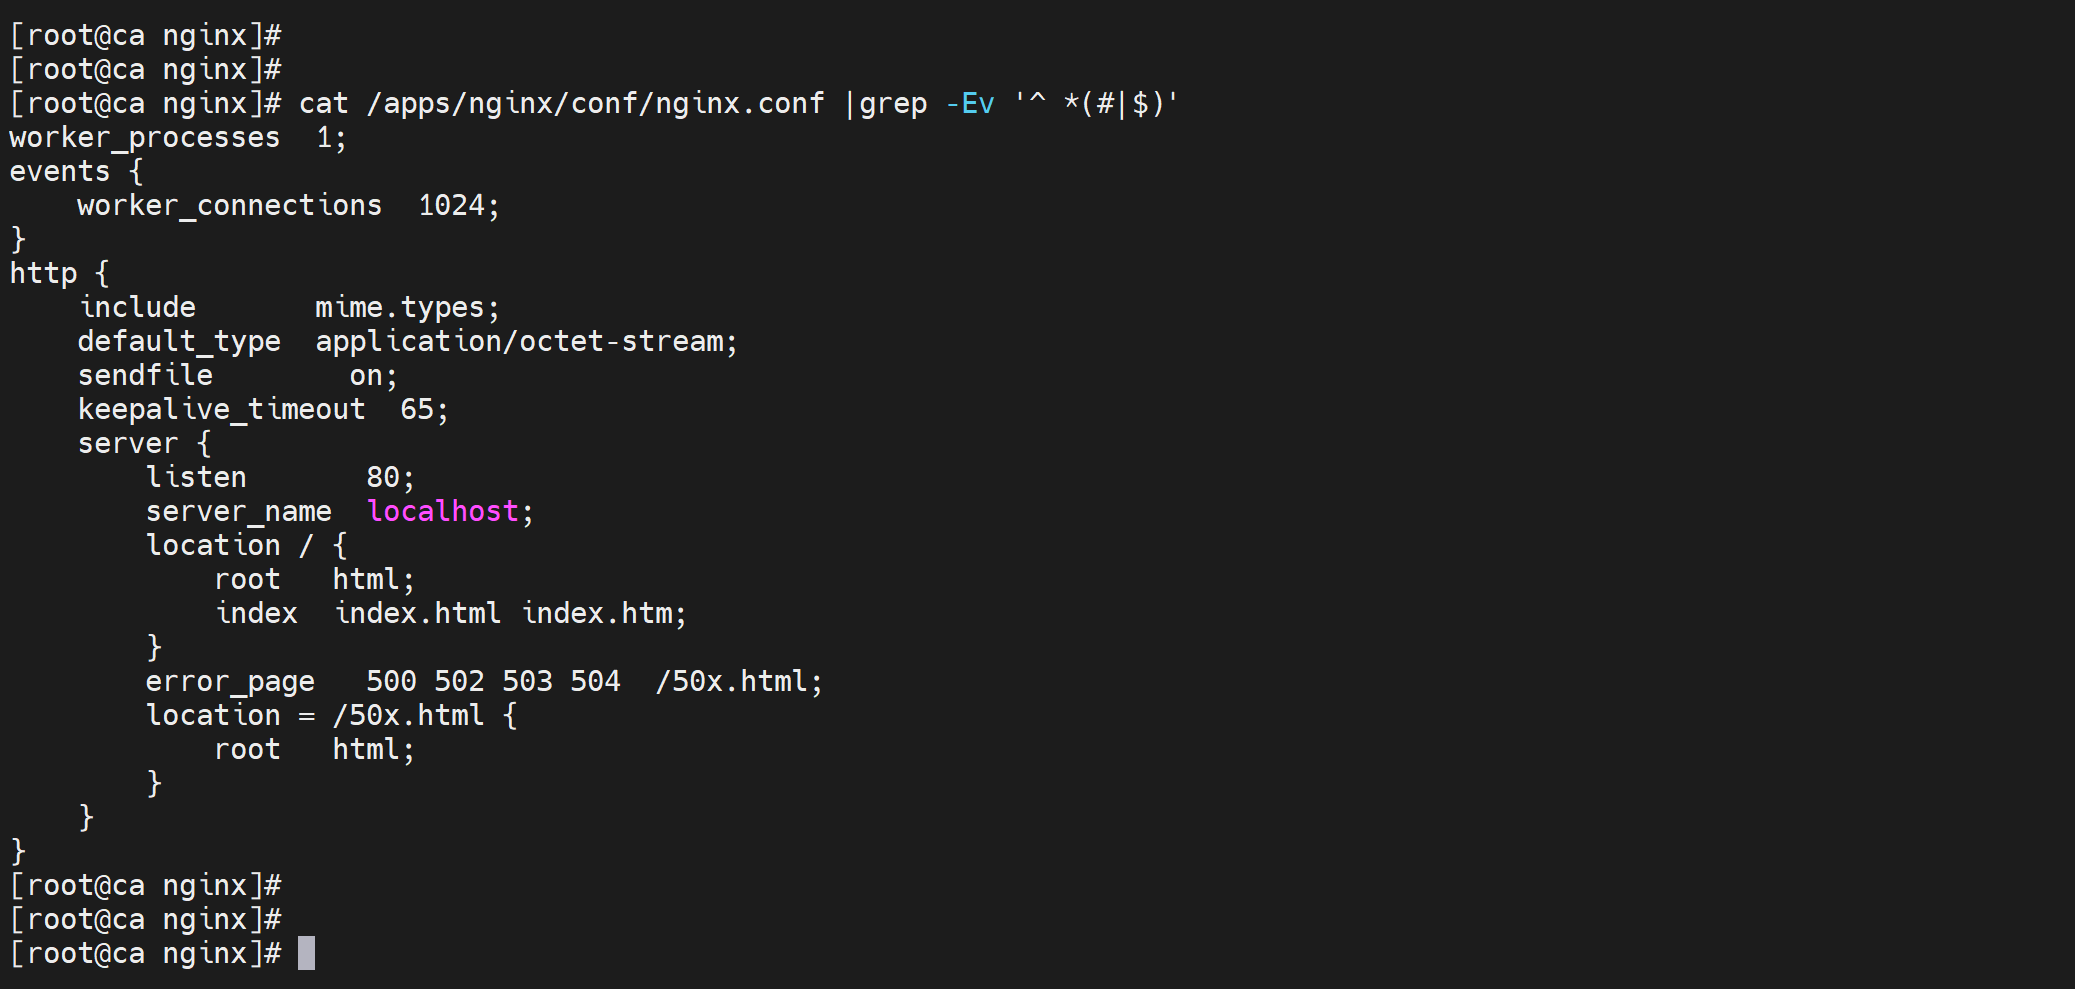 [root@ca nginx]#
[root@ca nginx]#
[root@ca nginx]# cat /apps/nginx/conf/nginx.conf |grep -Ev '^ *(#|$)'
worker_processes  1;
events {
    worker_connections  1024;
}
http {
    include       mime.types;
    default_type  application/octet-stream;
    sendfile        on;
    keepalive_timeout  65;
    server {
        listen       80;
        server_name  localhost;
        location / {
            root   html;
            index  index.html index.htm;
        }
        error_page   500 502 503 504  /50x.html;
        location = /50x.html {
            root   html;
        }
    }
}
[root@ca nginx]#
[root@ca nginx]#
[root@ca nginx]#